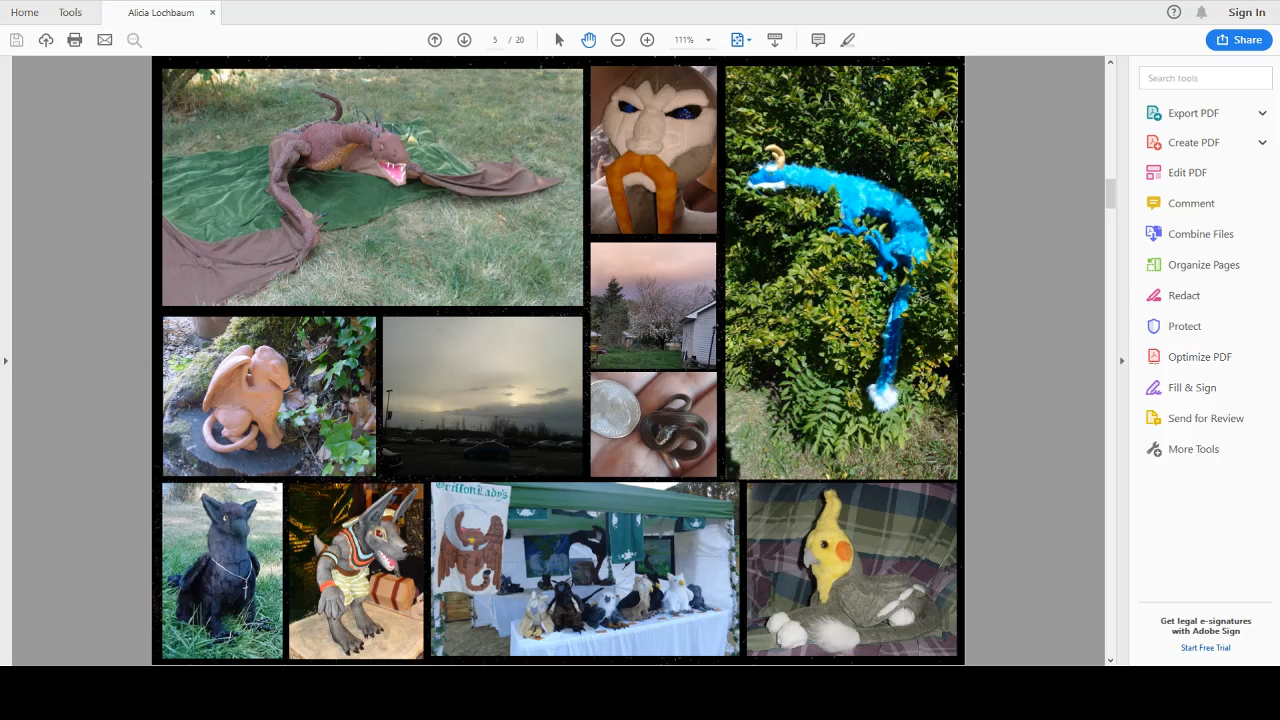 Home
Tools
Alicia Lochbaum
×
?
Sign In
5 / 20
111%
Share
Search tools
Export PDF
Create PDF
Edit PDF
Comment
Combine Files
Organize Pages
Redact
Protect
Optimize PDF
Fill & Sign
Send for Review
More Tools
GriffonLady's
Get legal e-signatures
with Adobe Sign
Start Free Trial